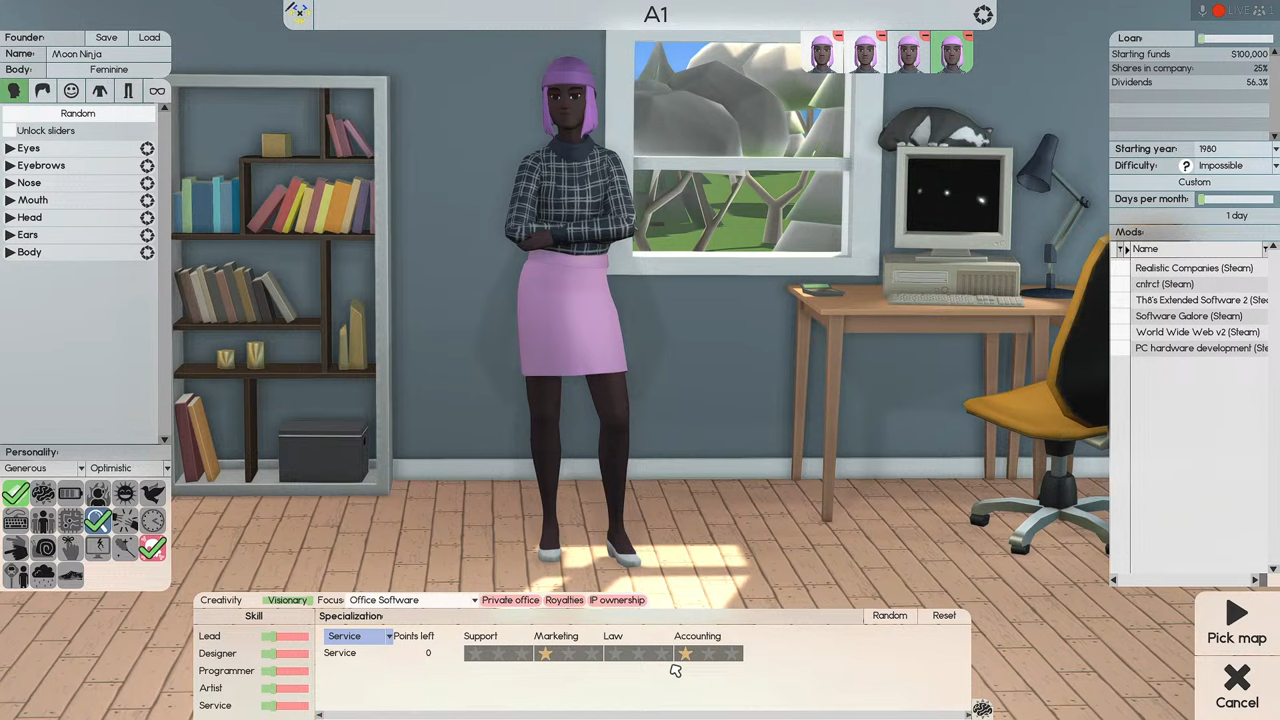 A1
LIVE
1
Founder:
Save
Load
Name:
Moon Ninja
Body:
Feminine
Random
Unlock sliders
Eyes
Eyebrows
Nose
Mouth
Head
Ears
Body
Personality:
Generous
Optimistic
Loan:
Starting funds $100,000
Shares in company: 25%
Dividends 56.3%
Starting year: 1980
Difficulty: ? Impossible
Custom
Days per month:
1 day
Mods:
Name
Realistic Companies (Steam)
cntrct (Steam)
Th8's Extended Software 2 (Stea
Software Galore (Steam)
World Wide Web v2 (Steam)
PC hardware development (Ste
Creativity Visionary Focus Office Software Private office Royalties IP ownership
Skill
Specialization:
Random
Reset
Lead
Designer
Programmer
Artist
Service
Service Points left Support Marketing Law Accounting
Service 0
Pick map
Cancel